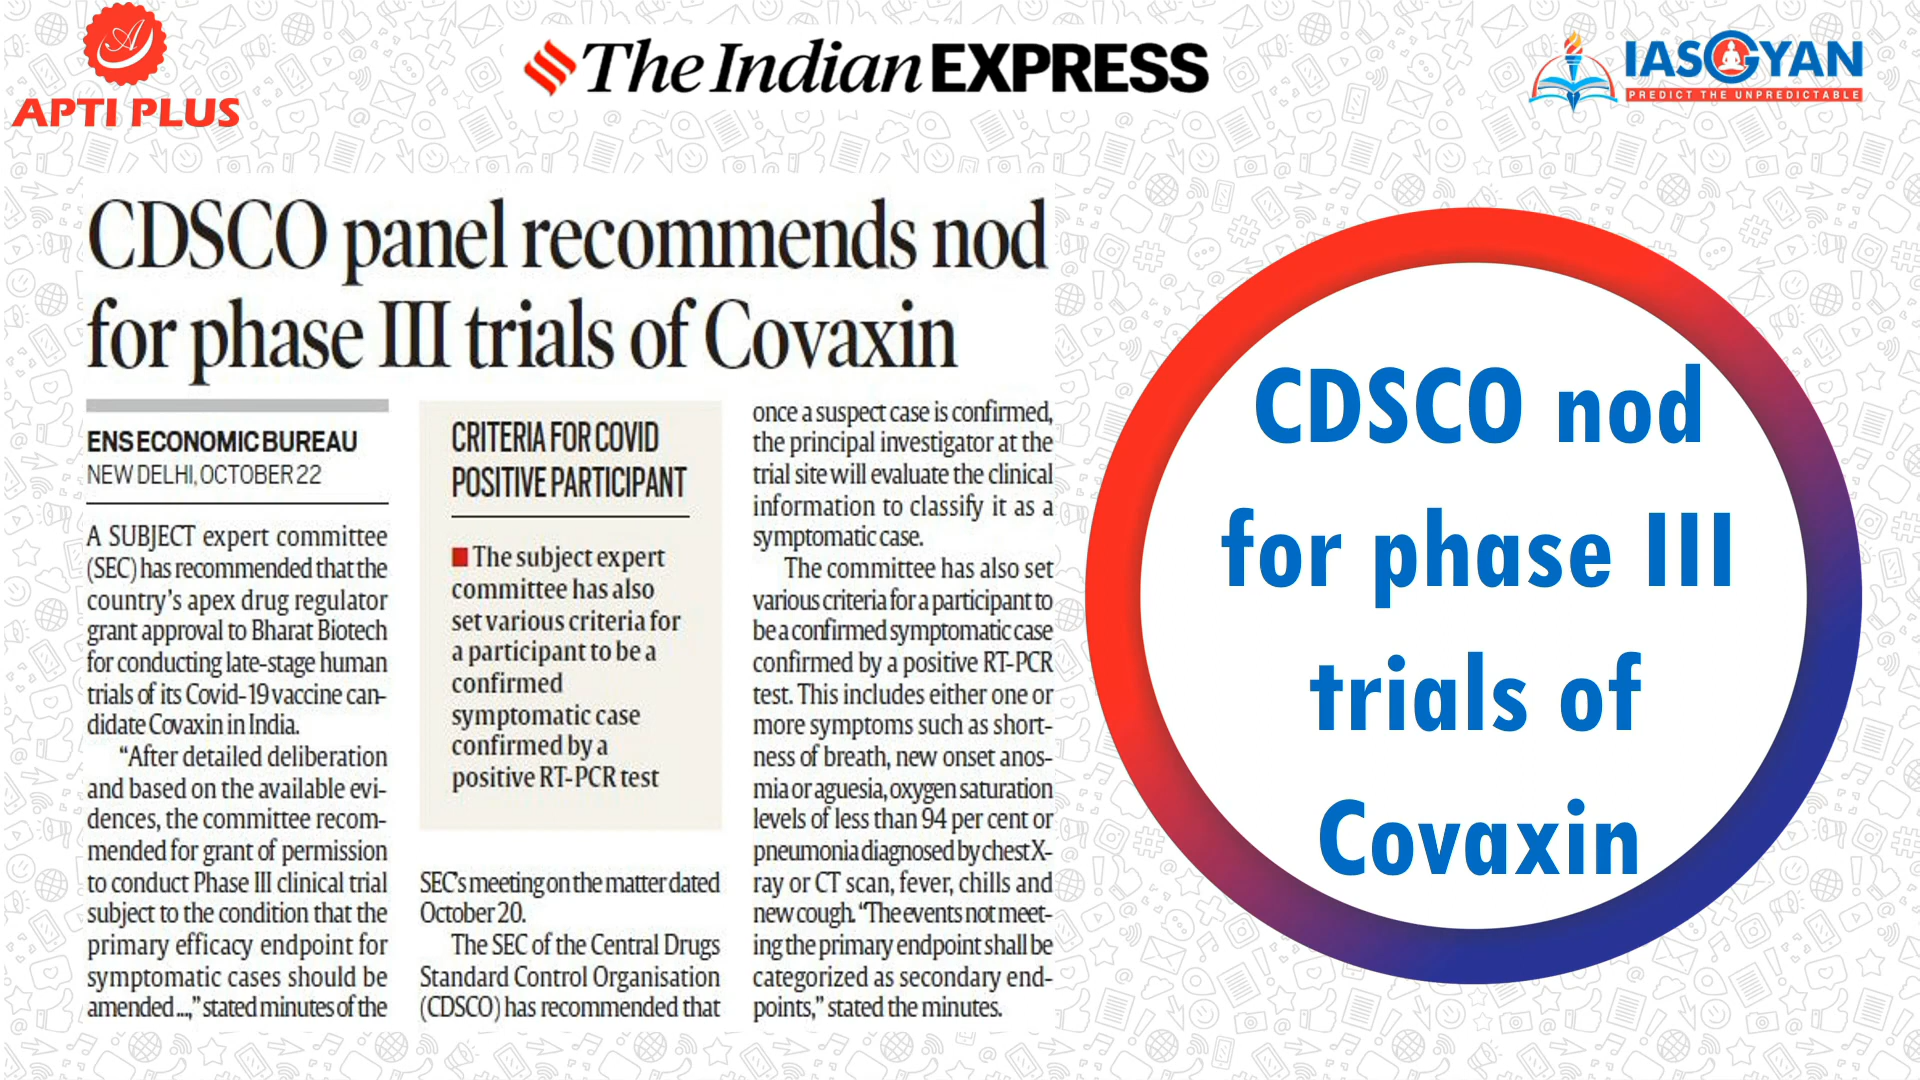 APTI PLUS
The Indian EXPRESS
IASGYAN
PREDICT THE UNPREDICTABLE
CDSCO panel recommends nod
for phase III trials of Covaxin
ENS ECONOMIC BUREAU
NEW DELHI, OCTOBER 22
A SUBJECT expert committee
(SEC) has recommended that the
country's apex drug regulator
grant approval to Bharat Biotech
for conducting late-stage human
trials of its Covid-19 vaccine can-
didate Covaxin in India.
“After detailed deliberation
and based on the available evi-
dences, the committee recom-
mended for grant of permission
to conduct Phase III clinical trial
subject to the condition that the
primary efficacy endpoint for
symptomatic cases should be
amended...,” stated minutes of the
CRITERIA FOR COVID
POSITIVE PARTICIPANT
■ The subject expert
committee has also
set various criteria for
a participant to be a
confirmed
symptomatic case
confirmed by a
positive RT-PCR test
SEC's meeting on the matter dated
October 20.
The SEC of the Central Drugs
Standard Control Organisation
(CDSCO) has recommended that
once a suspect case is confirmed,
the principal investigator at the
trial site will evaluate the clinical
information to classify it as a
symptomatic case.
The committee has also set
various criteria for a participant to
be a confirmed symptomatic case
confirmed by a positive RT-PCR
test. This includes either one or
more symptoms such as short-
ness of breath, new onset anos-
mia or aguesia, oxygen saturation
levels of less than 94 per cent or
pneumonia diagnosed by chest X-
ray or CT scan, fever, chills and
new cough. “The events not meet-
ing the primary endpoint shall be
categorized as secondary end-
points,” stated the minutes.
CDSCO nod
for phase III
trials of
Covaxin